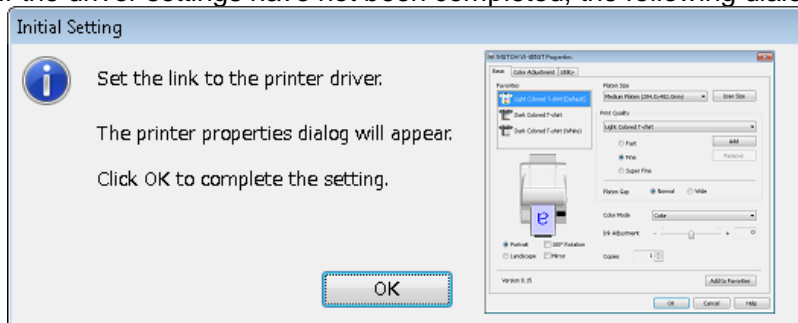 the driver settings have not been completed, the following dialo
Initial Setting
Set the link to the printer driver.
The printer properties dialog will appear.
Click OK to complete the setting.
OK
Properties
Basic Color Adjustment Utility
Favorites
Light Colored T-shirt (Default)
Dark Colored T-shirt
Dark Colored T-shirt (White)
Platen Size
User Size
Print Quality
Light Colored T-shirt
Fast
Add
Fine
Remove
Super Fine
Platen Gap Normal Wide
Color Mode Color
Ink Adjustment - + 0
Portrait 180° Rotation
Landscape Mirror
Copies 1
Add to Favorites
OK Cancel Help